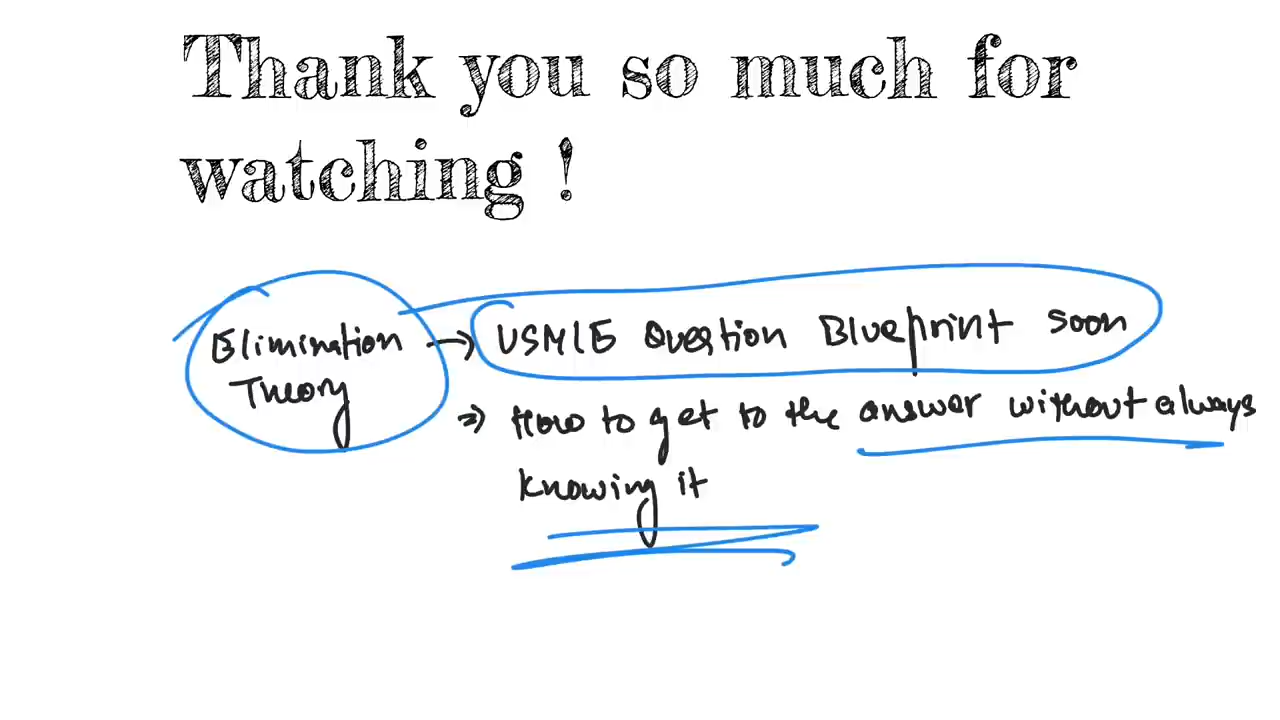 Thank you so much for
watching !
Elimination → USMLE Question Blueprint soon
Theory
⇒ How to get to the answer without always
knowing it